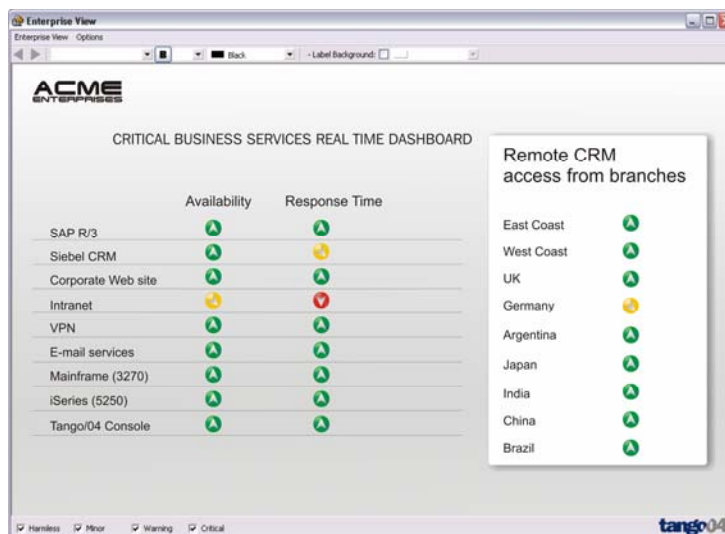 Enterprise View
Enterprise View Options
Black - Label Background:
ACME
ENTERPRISES
CRITICAL BUSINESS SERVICES REAL TIME DASHBOARD
Availability Response Time
SAP R/3
Siebel CRM
Corporate Web site
Intranet
VPN
E-mail services
Mainframe (3270)
iSeries (5250)
Tango/04 Console
Remote CRM
access from branches
East Coast
West Coast
UK
Germany
Argentina
Japan
India
China
Brazil
Harmless Minor Warning Critical
tango04